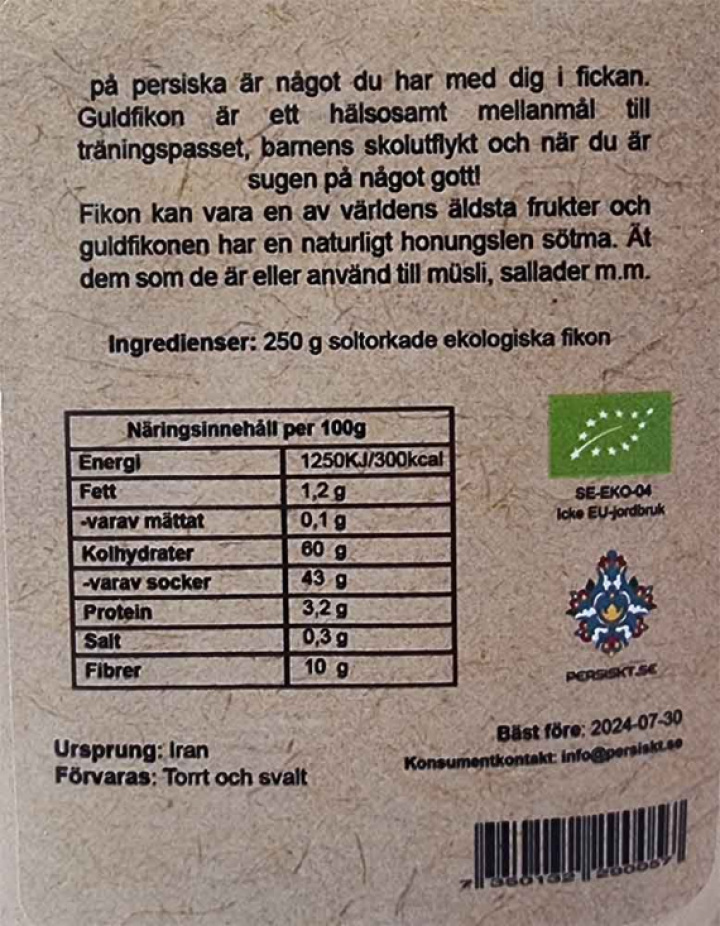 på persiska är något du har med dig i fickan.
Guldfikon är ett hälsosamt mellanmål till
träningspasset, barnens skolutflykt och när du är
sugen på något gott!
Fikon kan vara en av världens äldsta frukter och
guldfikonen har en naturligt honungslen sötma. Ät
dem som de är eller använd till müsli, sallader m.m.
Ingredienser: 250 g soltorkade ekologiska fikon
Näringsinnehåll per 100g
Energi 1250KJ/300kcal
Fett 1,2 g
-varav mättat 0,1 g
Kolhydrater 60 g
-varav socker 43 g
Protein 3,2 g
Salt 0,3 g
Fibrer 10 g
SE-EKO-04
Icke EU-jordbruk
PERSISKT.SE
Bäst före: 2024-07-30
Konsumentkontakt: info@persiskt.se
Ursprung: Iran
Förvaras: Torrt och svalt